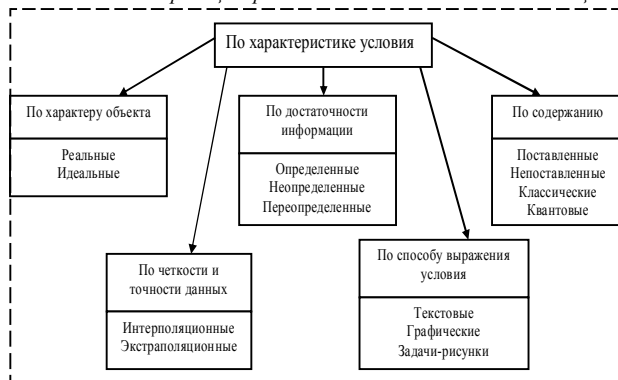 По характеристике условия
По характеру объекта
Реальные
Идеальные
По достаточности
информации
Определенные
Неопределенные
Переопределенные
По содержанию
Поставленные
Непоставленные
Классические
Квантовые
По четкости и
точности данных
Интерполяционные
Экстраполяционные
По способу выражения
условия
Текстовые
Графические
Задачи-рисунки